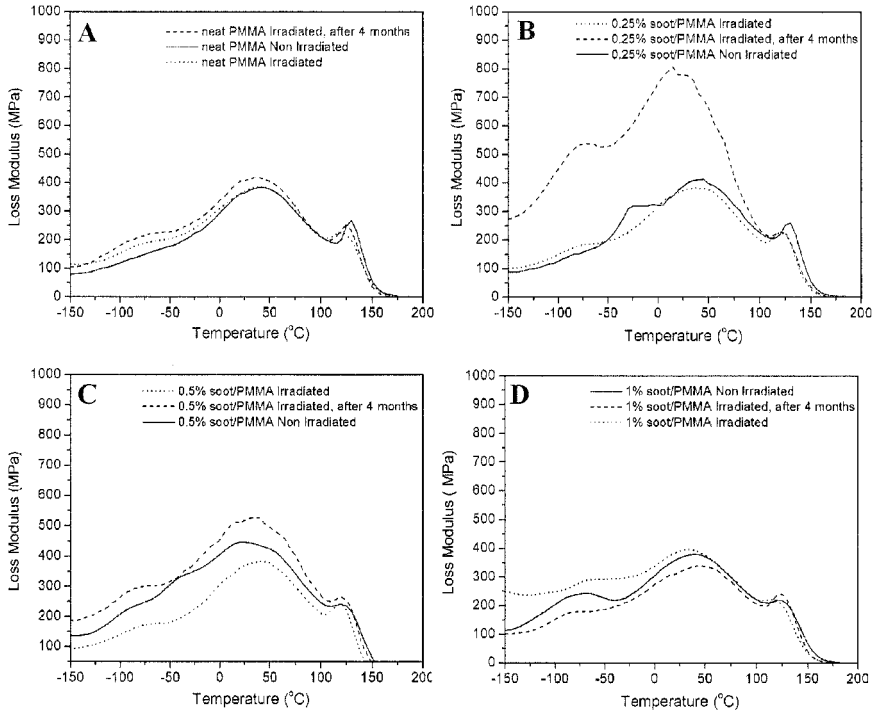 A
neat PMMA Irradiated, after 4 months
neat PMMA Non Irradiated
neat PMMA Irradiated
1000
900
800
700
600
500
400
300
200
100
0
Loss Modulus (MPa)
-150 -100 -50 0 50 100 150 200
Temperature (°C)
B
0.25% soot/PMMA Irradiated
0.25% soot/PMMA Irradiated, after 4 months
0.25% soot/PMMA Non Irradiated
1000
900
800
700
600
500
400
300
200
100
0
Loss Modulus (MPa)
-150 -100 -50 0 50 100 150 200
Temperature (°C)
C
0.5% soot/PMMA Irradiated
0.5% soot/PMMA Irradiated, after 4 months
0.5% soot/PMMA Non Irradiated
1000
900
800
700
600
500
400
300
200
100
Loss Modulus (MPa)
-150 -100 -50 0 50 100 150 200
Temperature (°C)
D
1% soot/PMMA Non Irradiated
1% soot/PMMA Irradiated, after 4 months
1% soot/PMMA Irradiated
1000
900
800
700
600
500
400
300
200
100
0
Loss Modulus ( MPa)
-150 -100 -50 0 50 100 150 200
Temperature (°C)